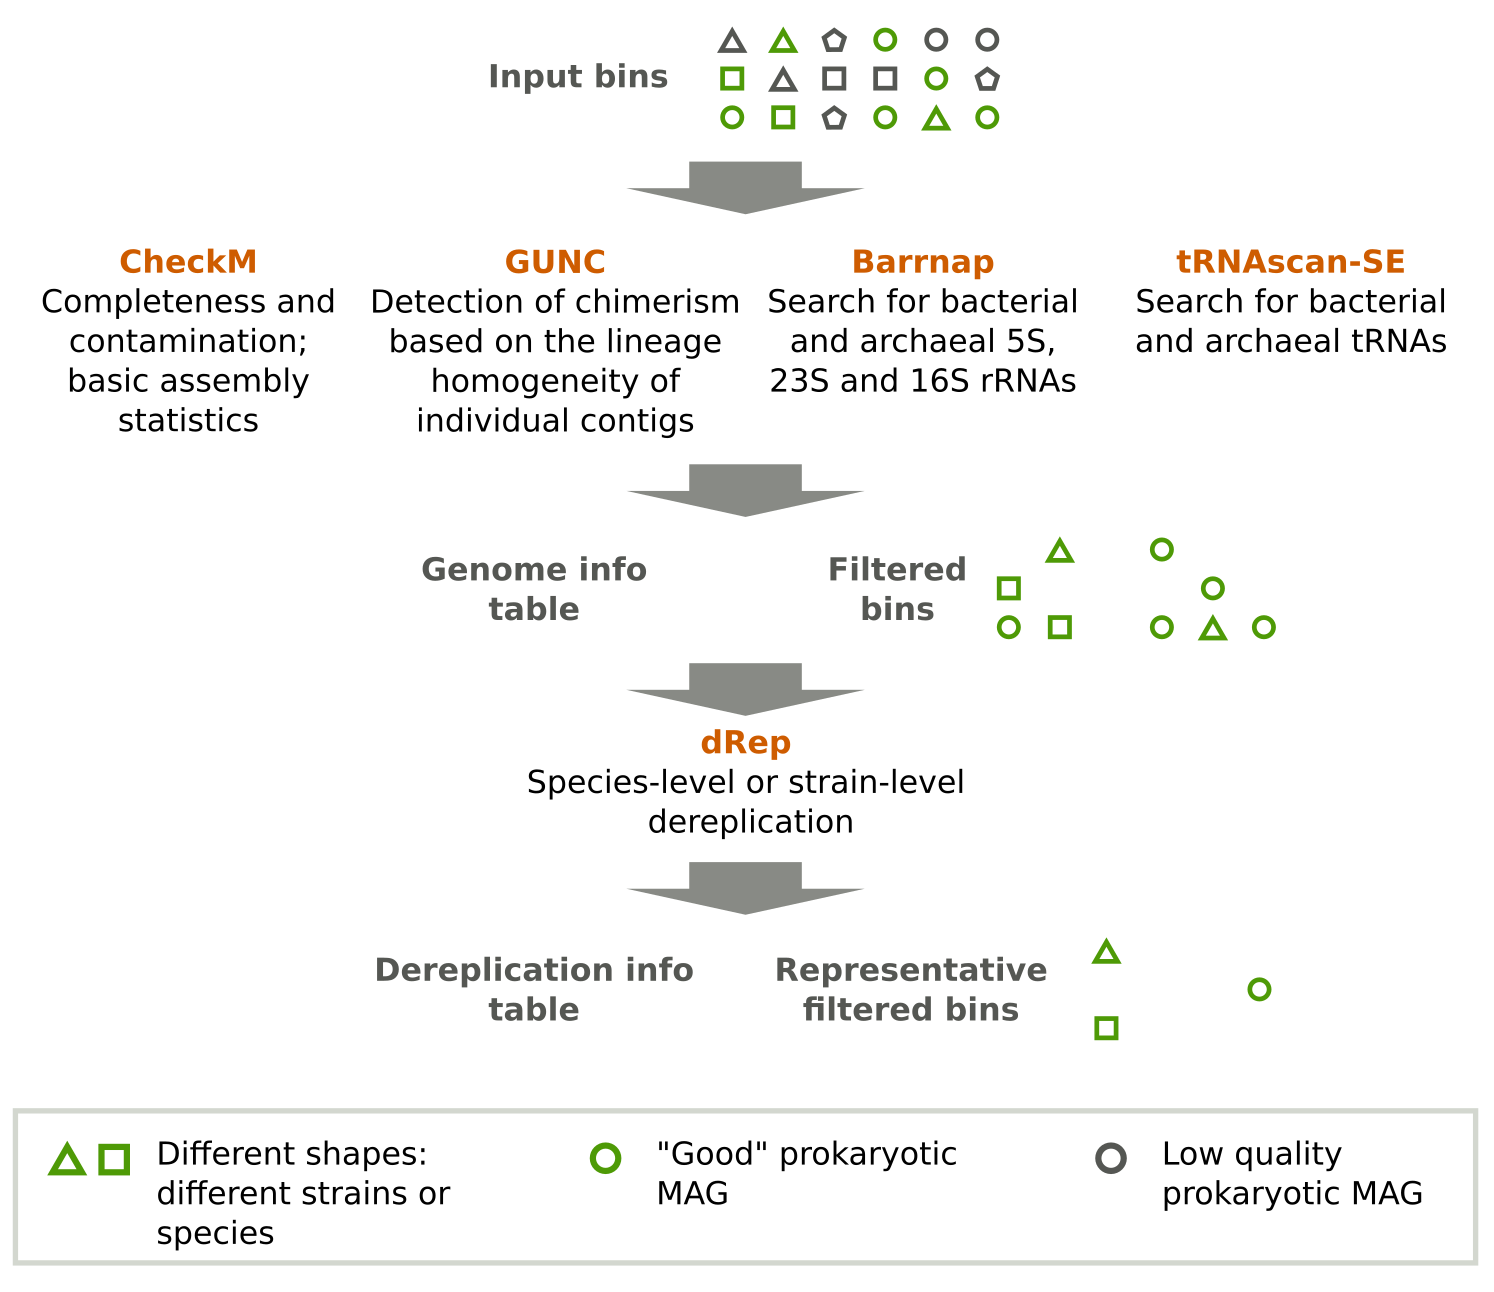 Input bins
CheckM
Completeness and
contamination;
basic assembly
statistics
GUNC
Detection of chimerism
based on the lineage
homogeneity of
individual contigs
Barrnap
Search for bacterial
and archaeal 5S,
23S and 16S rRNAs
tRNAscan-SE
Search for bacterial
and archaeal tRNAs
Genome info
table
Filtered
bins
dRep
Species-level or strain-level
dereplication
Dereplication info
table
Representative
filtered bins
Different shapes:
different strains or
species
"Good" prokaryotic
MAG
Low quality
prokaryotic MAG